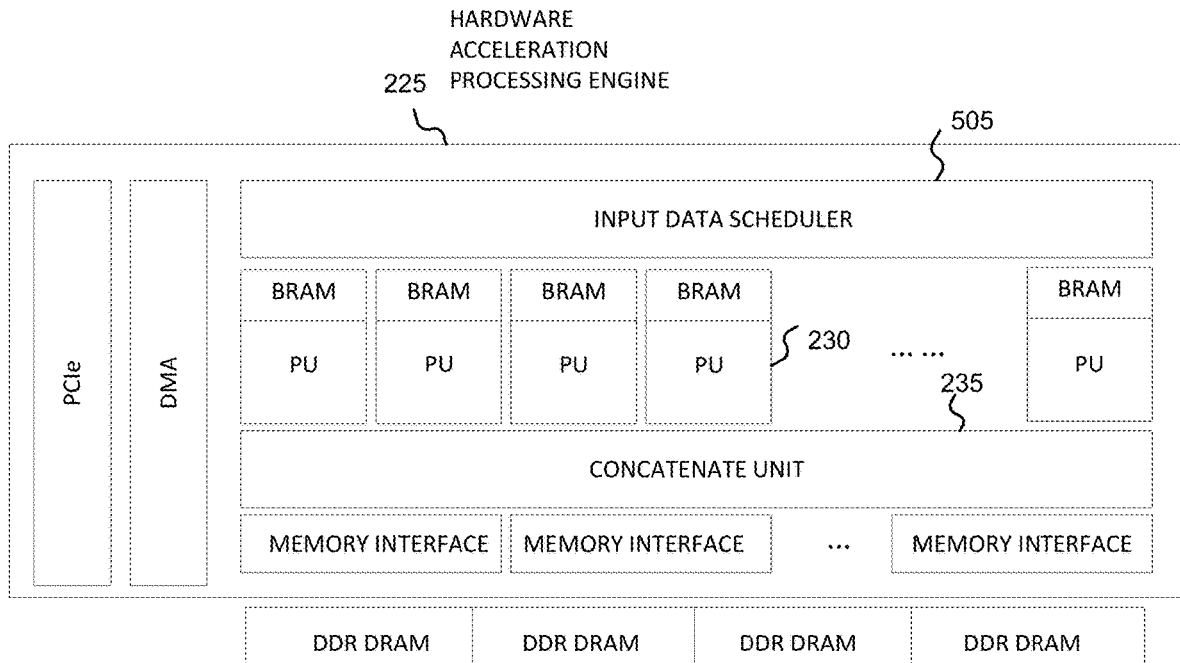 HARDWARE
ACCELERATION
PROCESSING ENGINE
225
505
INPUT DATA SCHEDULER
BRAM BRAM BRAM BRAM BRAM
PU PU PU PU 230 ... ... PU
235
PCIe
DMA
CONCATENATE UNIT
MEMORY INTERFACE MEMORY INTERFACE ... MEMORY INTERFACE
DDR DRAM DDR DRAM DDR DRAM DDR DRAM